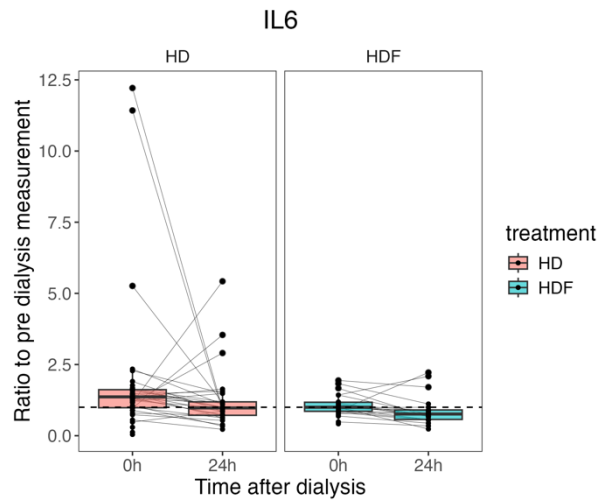 IL6
HD
HDF
Ratio to pre dialysis measurement
12.5
10.0
7.5
5.0
2.5
0.0
0h
24h
0h
24h
Time after dialysis
treatment
HD
HDF